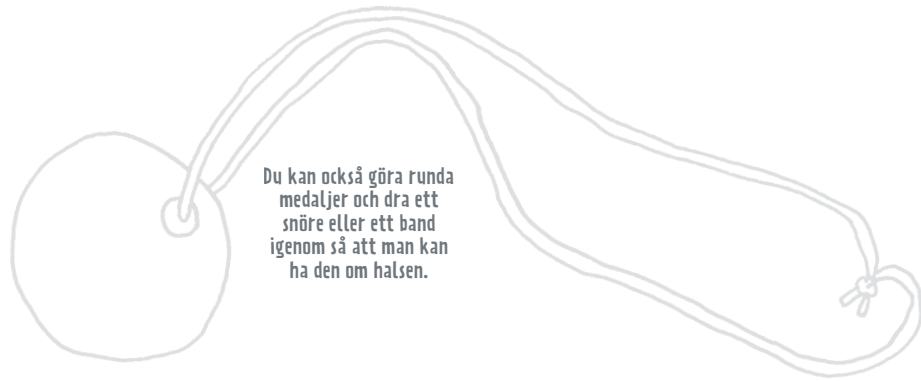 Du kan också göra runda
medaljer och dra ett
snöre eller ett band
igenom så att man kan
ha den om halsen.